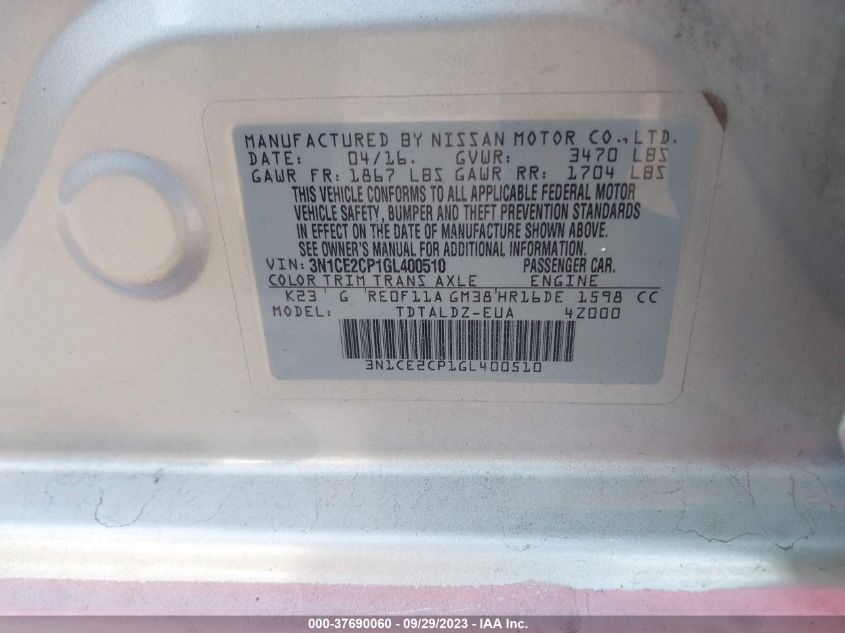 MANUFACTURED BY NISSAN MOTOR CO., LTD.
DATE: 04/16. GVWR: 3470 LBS
GAWR FR: 1867 LBS GAWR RR: 1704 LBS
THIS VEHICLE CONFORMS TO ALL APPLICABLE FEDERAL MOTOR
VEHICLE SAFETY, BUMPER AND THEFT PREVENTION STANDARDS
IN EFFECT ON THE DATE OF MANUFACTURE SHOWN ABOVE.
SEE OWNER'S MANUAL FOR ADDITIONAL INFORMATION.
VIN: 3N1CE2CP1GL400510 PASSENGER CAR.
COLOR TRIM TRANS AXLE ENGINE
K23 G RE0F11A GM38 HR16DE 1598 CC
MODEL: TDTALDZ-EUA 4Z000
3N1CE2CP1GL400510
000-37690060 - 09/29/2023 - IAA Inc.